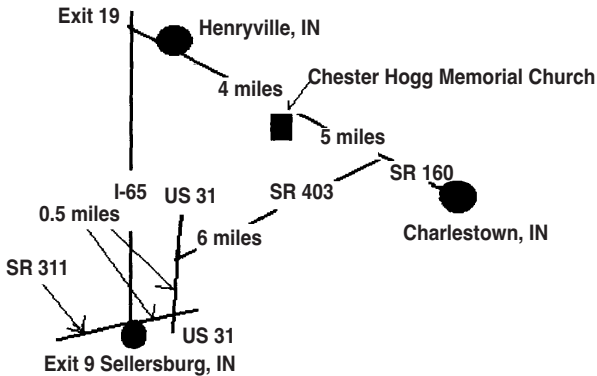 Exit 19
Henryville, IN
Chester Hogg Memorial Church
4 miles
5 miles
SR 160
I-65
US 31
SR 403
0.5 miles
6 miles
Charlestown, IN
SR 311
US 31
Exit 9 Sellersburg, IN